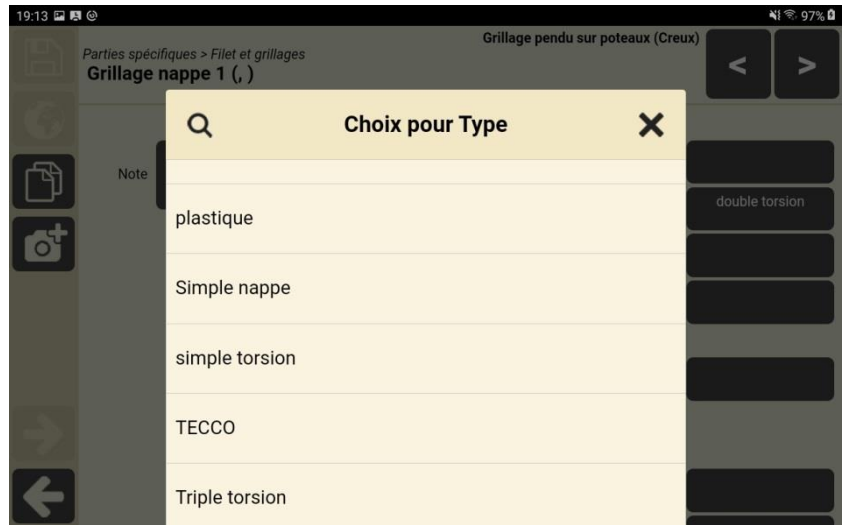 19:13
97%
Parties spécifiques > Filet et grillages
Grillage pendu sur poteaux (Creux)
Grillage nappe 1 (, )
<
>
Choix pour Type
Note
plastique
double torsion
Simple nappe
simple torsion
TECCO
Triple torsion